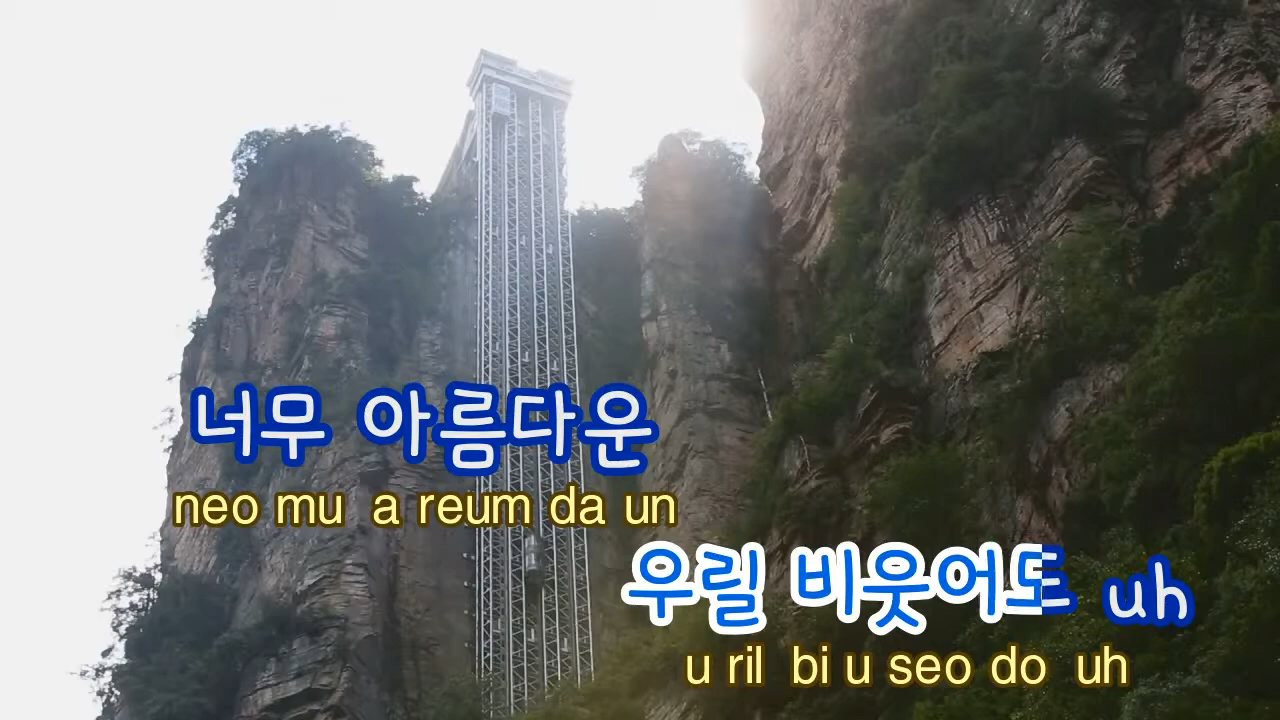 너무 아름다운
neo mu a reum da un
우릴 비웃어도 uh
u ril bi u seo do uh